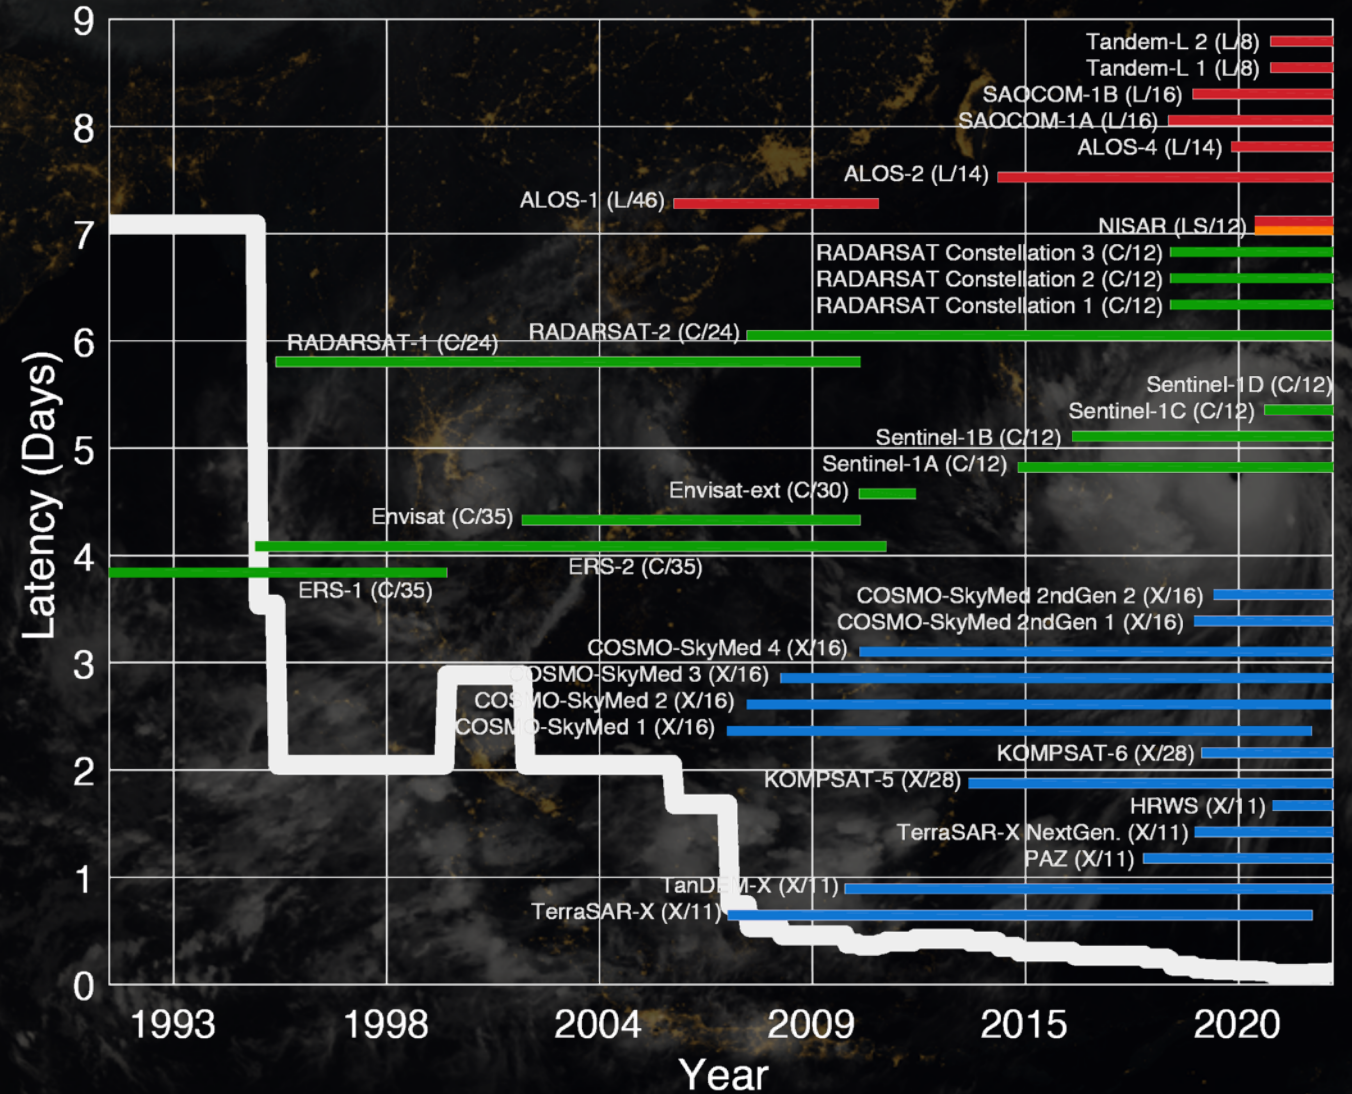 9
Tandem-L 2 (L/8)
Tandem-L 1 (L/8)
SAOCOM-1B (L/16)
8
SAOCOM-1A (L/16)
ALOS-4 (L/14)
ALOS-2 (L/14)
ALOS-1 (L/46)
7
NISAR (LS/12)
RADARSAT Constellation 3 (C/12)
RADARSAT Constellation 2 (C/12)
RADARSAT Constellation 1 (C/12)
6
RADARSAT-2 (C/24)
RADARSAT-1 (C/24)
Sentinel-1D (C/12)
Sentinel-1C (C/12)
5
Sentinel-1B (C/12)
Sentinel-1A (C/12)
Envisat-ext (C/30)
Envisat (C/35)
4
ERS-2 (C/35)
ERS-1 (C/35)
COSMO-SkyMed 2ndGen 2 (X/16)
COSMO-SkyMed 2ndGen 1 (X/16)
3
COSMO-SkyMed 4 (X/16)
COSMO-SkyMed 3 (X/16)
COSMO-SkyMed 2 (X/16)
COSMO-SkyMed 1 (X/16)
2
KOMPSAT-6 (X/28)
KOMPSAT-5 (X/28)
HRWS (X/11)
TerraSAR-X NextGen. (X/11)
PAZ (X/11)
1
TanDEM-X (X/11)
TerraSAR-X (X/11)
0
Latency (Days)
1993 1998 2004 2009 2015 2020
Year